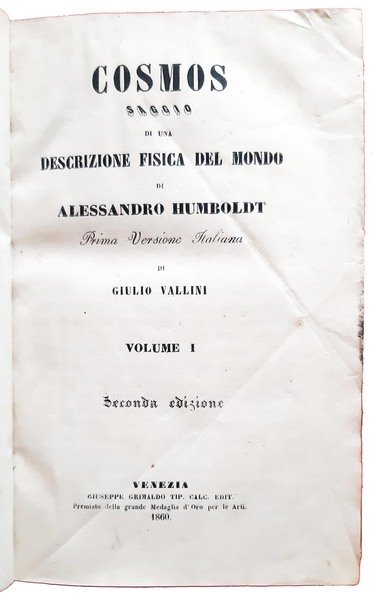 COSMOS
SAGGIO
DI UNA
DESCRIZIONE FISICA DEL MONDO
DI
ALESSANDRO HUMBOLDT
Prima Versione Italiana
DI
GIULIO VALLINI
VOLUME I
Seconda edizione
VENEZIA
GIUSEPPE GRIMALDO TIP. CALC. EDIT.
Premiato della grande Medaglia d'Oro per le Arti.
1860.